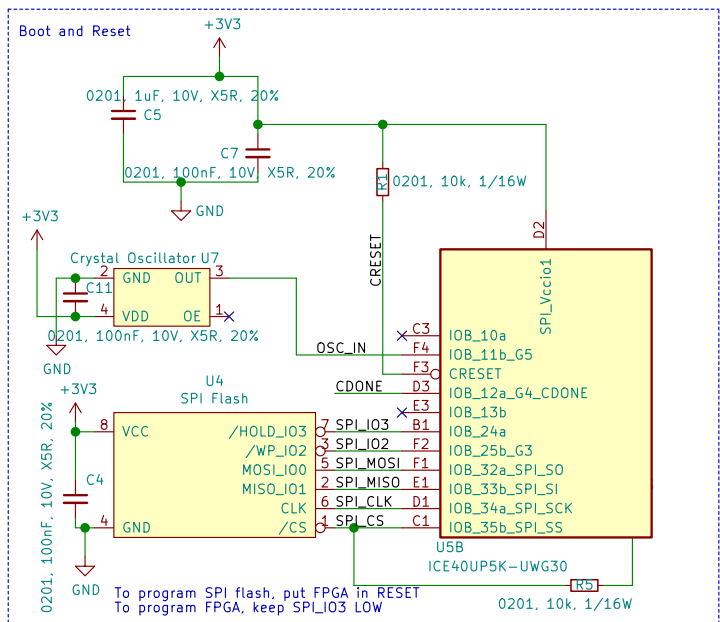 Boot and Reset
+3V3
0201, 1uF, 10V, X5R, 20%
C5
C7
0201, 100nF, 10V, X5R, 20%
GND
R1
0201, 10k, 1/16W
CRESET
D2
SPI_Vccio1
+3V3
Crystal Oscillator U7
2 GND OUT 3
C11
4 VDD OE 1
0201, 100nF, 10V, X5R, 20%
GND
OSC_IN
CDONE
C3 IOB_10a
F4 IOB_11b_G5
F3 CRESET
D3 IOB_12a_G4_CDONE
E3 IOB_13b
B1 IOB_24a
F2 IOB_25b_G3
F1 IOB_32a_SPI_SO
E1 IOB_33b_SPI_SI
D1 IOB_34a_SPI_SCK
C1 IOB_35b_SPI_SS
U5B
ICE40UP5K-UWG30
+3V3
U4
SPI Flash
8 VCC
/HOLD_IO3 7 SPI_IO3
/WP_IO2 3 SPI_IO2
MOSI_IO0 5 SPI_MOSI
MISO_IO1 2 SPI_MISO
CLK 6 SPI_CLK
/CS 1 SPI_CS
4 GND
C4
0201, 100nF, 10V, X5R, 20%
GND
R5
0201, 10k, 1/16W
To program SPI flash, put FPGA in RESET
To program FPGA, keep SPI_IO3 LOW